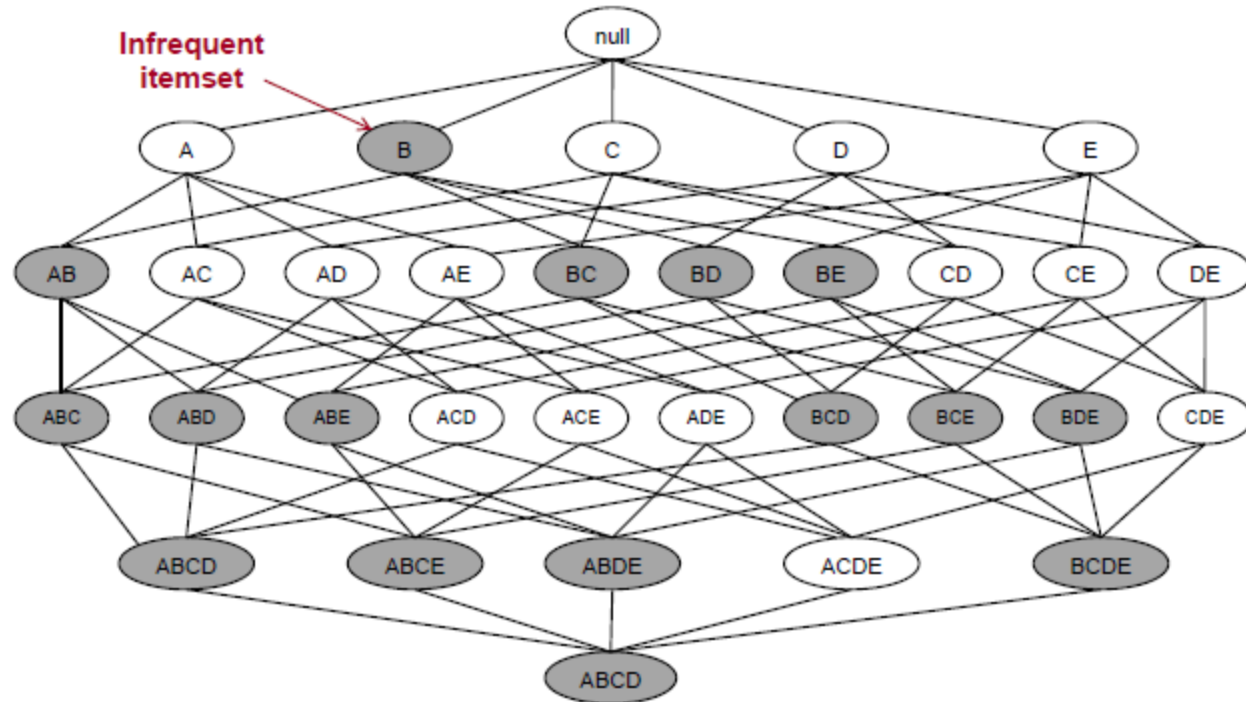 null
Infrequent
itemset
A B C D E
AB AC AD AE BC BD BE CD CE DE
ABC ABD ABE ACD ACE ADE BCD BCE BDE CDE
ABCD ABCE ABDE ACDE BCDE
ABCD